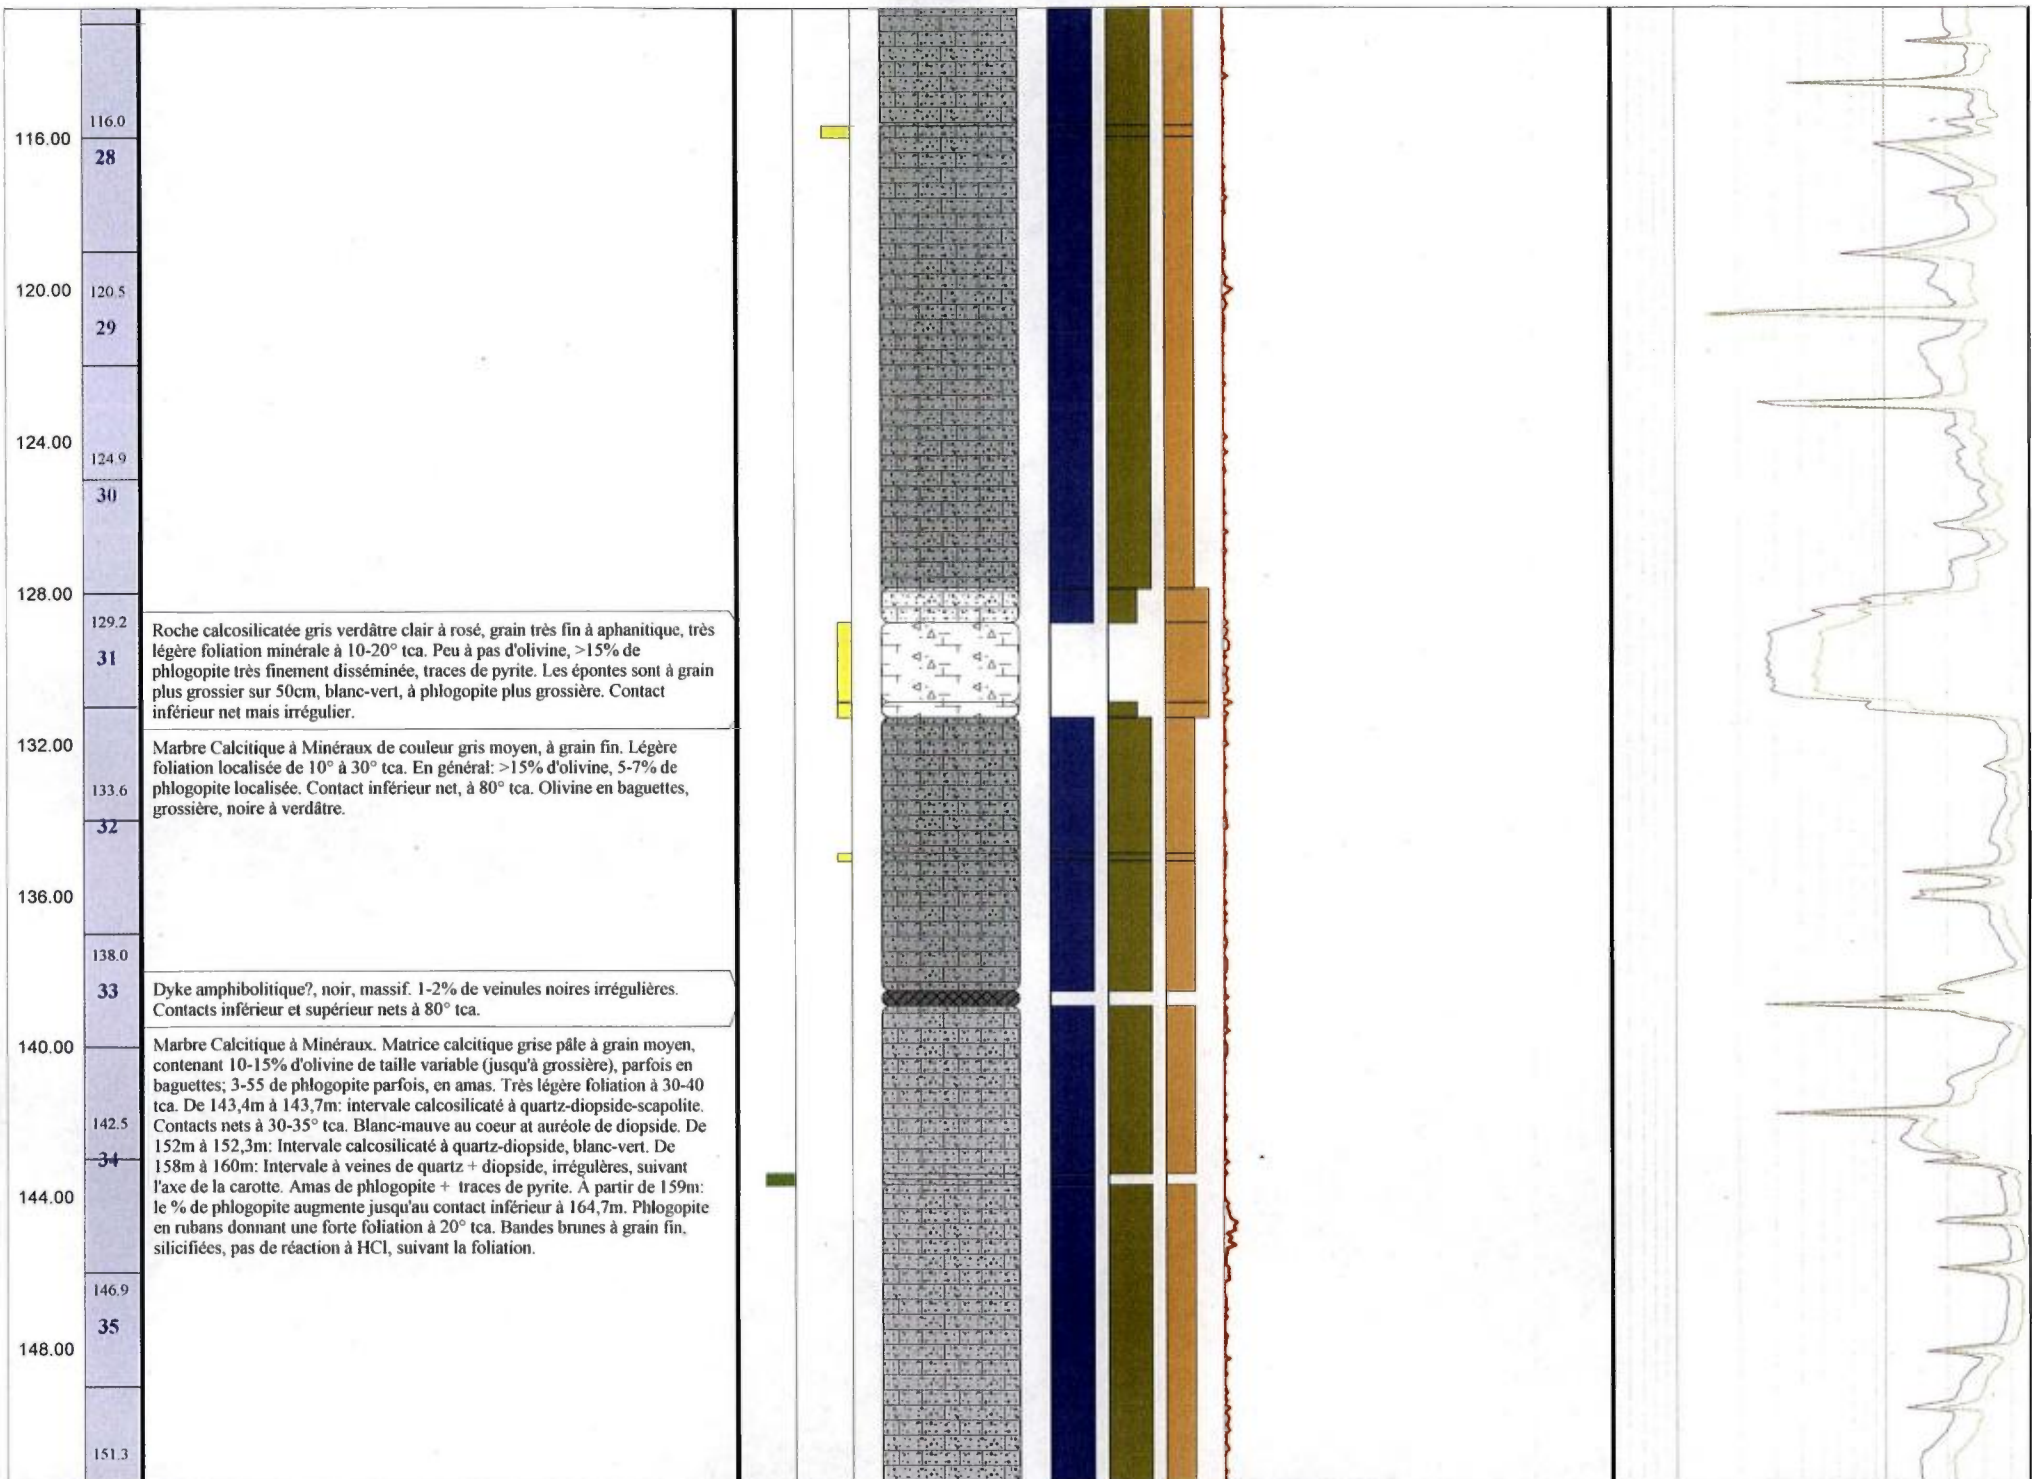 116.0
116.00
28
120.00
120.5
29
124.00
124.9
30
128.00
129.2
31
Roche calcosilicatée gris verdâtre clair à rosé, grain très fin à aphanitique, très
légère foliation minérale à 10-20° tca. Peu à pas d'olivine, >15% de
phlogopite très finement disséminée, traces de pyrite. Les épontes sont à grain
plus grossier sur 50cm, blanc-vert, à phlogopite plus grossière. Contact
inférieur net mais irrégulier.
132.00
133.6
32
Marbre Calcitique à Minéraux de couleur gris moyen, à grain fin. Légère
foliation localisée de 10° à 30° tca. En général: >15% d'olivine, 5-7% de
phlogopite localisée. Contact inférieur net, à 80° tca. Olivine en baguettes,
grossière, noire à verdâtre.
136.00
138.0
33
Dyke amphibolitique?, noir, massif. 1-2% de veinules noires irrégulières.
Contacts inférieur et supérieur nets à 80° tca.
140.00
142.5
34
144.00
Marbre Calcitique à Minéraux. Matrice calcitique grise pâle à grain moyen,
contenant 10-15% d'olivine de taille variable (jusqu'à grossière), parfois en
baguettes; 3-55 de phlogopite parfois, en amas. Très légère foliation à 30-40
tca. De 143,4m à 143,7m: intervale calcosilicaté à quartz-diopside-scapolite.
Contacts nets à 30-35° tca. Blanc-mauve au coeur at auréole de diopside. De
152m à 152,3m: Intervale calcosilicaté à quartz-diopside, blanc-vert. De
158m à 160m: Intervale à veines de quartz + diopside, irrégulères, suivant
l'axe de la carotte. Amas de phlogopite + traces de pyrite. À partir de 159m:
le % de phlogopite augmente jusqu'au contact inférieur à 164,7m. Phlogopite
en rubans donnant une forte foliation à 20° tca. Bandes brunes à grain fin,
silicifiées, pas de réaction à HCl, suivant la foliation.
146.9
35
148.00
151.3